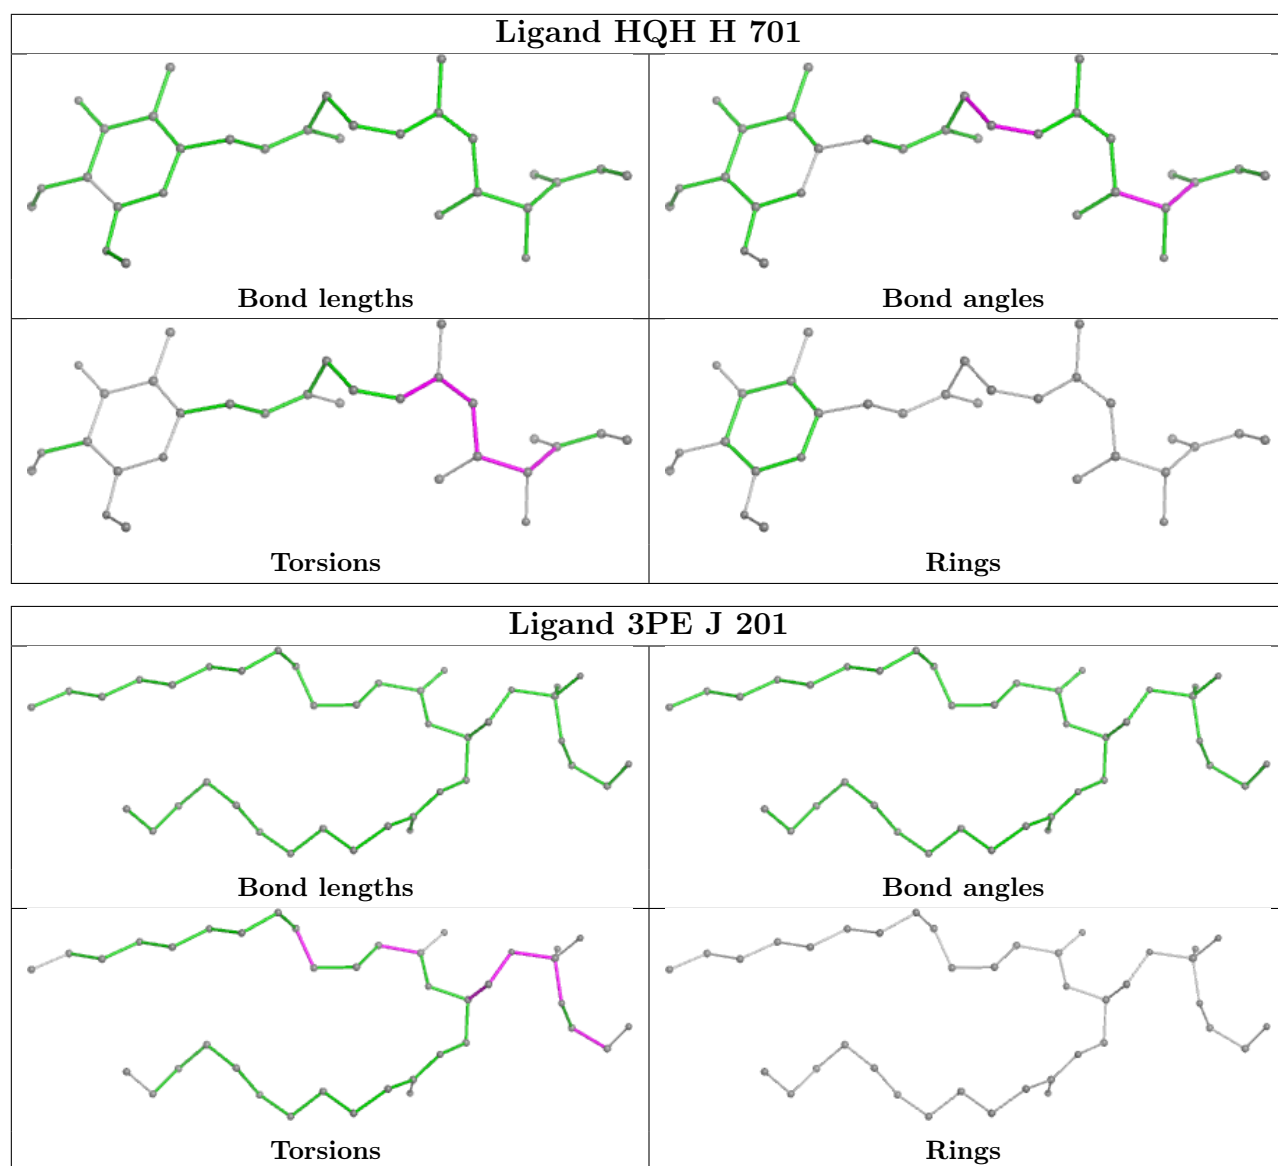 Ligand HQH H 701
Bond lengths
Bond angles
Torsions
Rings
Ligand 3PE J 201
Bond lengths
Bond angles
Torsions
Rings